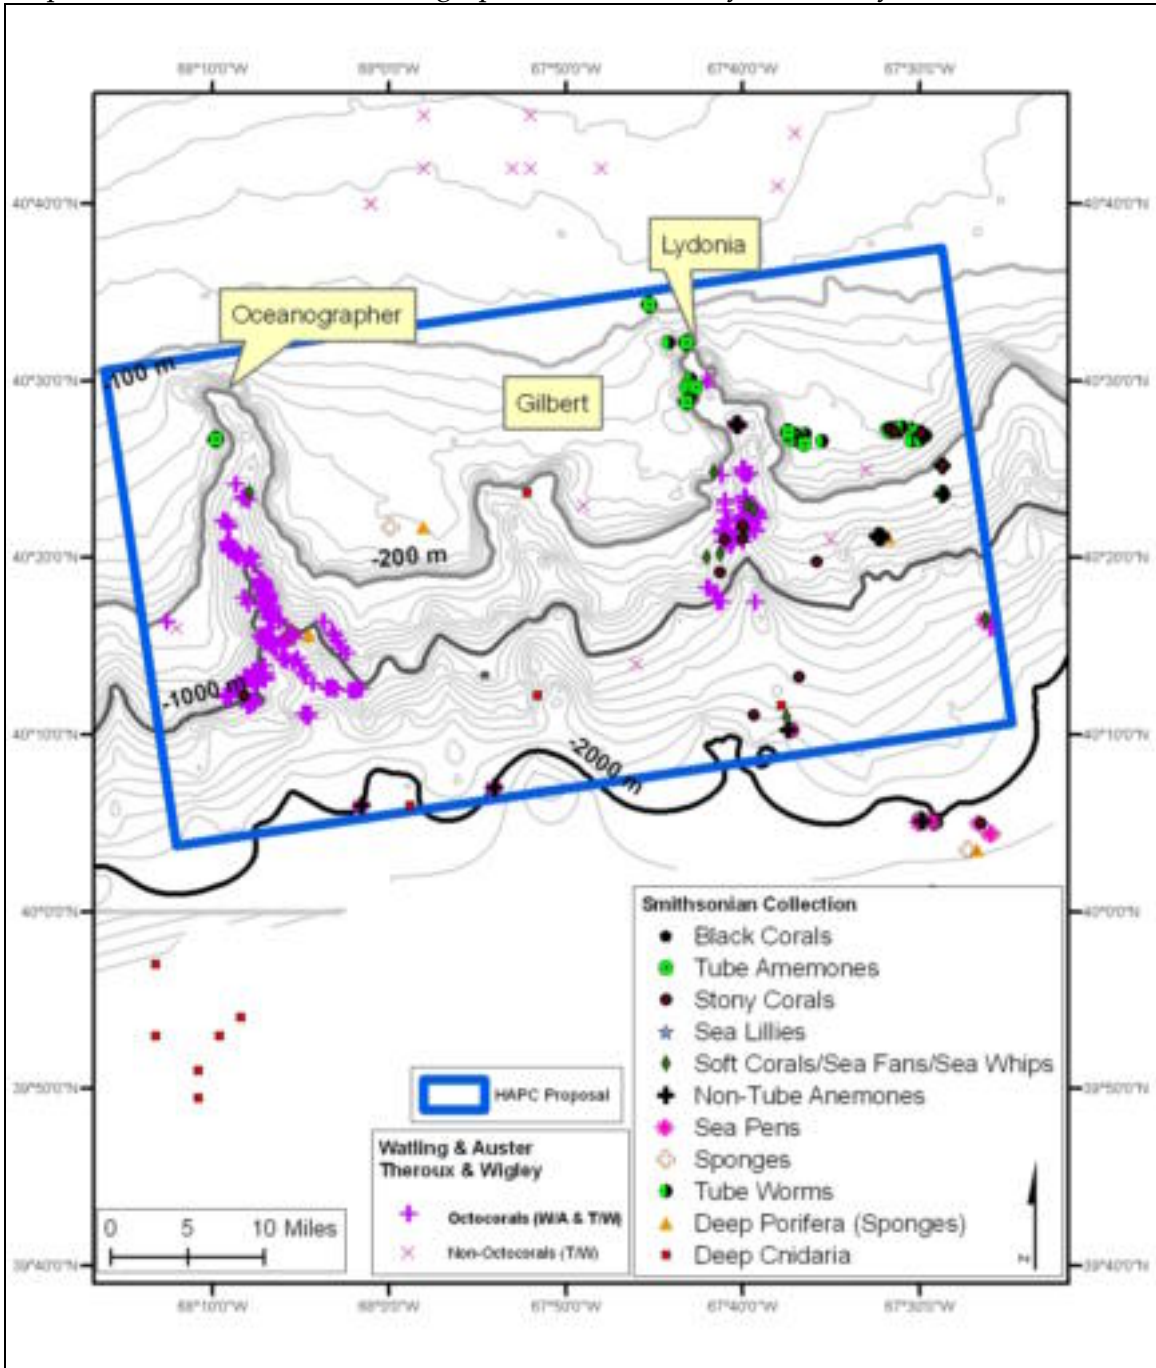 68°10'0"W 68°0'0"W 67°50'0"W 67°40'0"W 67°30'0"W
40°40'0"N 40°40'0"N
Lydonia
Oceanographer
-100 m
40°30'0"N 40°30'0"N
Gilbert
-200 m
40°20'0"N 40°20'0"N
-1000 m
40°10'0"N 40°10'0"N
-2000 m
40°0'0"N 40°0'0"N
Smithsonian Collection
Black Corals
Tube Amemones
Stony Corals
Sea Lillies
Soft Corals/Sea Fans/Sea Whips
39°50'0"N 39°50'0"N
HAPC Proposal
Non-Tube Anemones
Sea Pens
Sponges
Tube Worms
Deep Porifera (Sponges)
Deep Cnidaria
Watling & Auster
Theroux & Wigley
Octocorals (W/A & T/W)
Non-Octocorals (T/W)
0 5 10 Miles
N
39°40'0"N 39°40'0"N
68°10'0"W 68°0'0"W 67°50'0"W 67°40'0"W 67°30'0"W